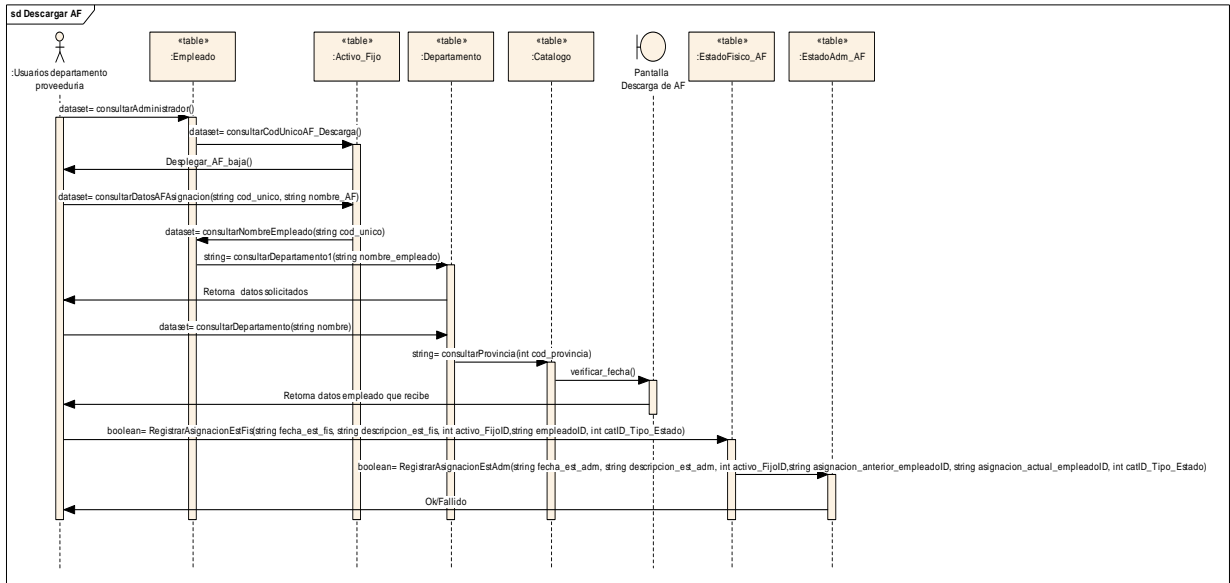 sd Descargar AF
:Usuarios departamento
proveeduria
«table»
:Empleado
«table»
:Activo_Fijo
«table»
:Departamento
«table»
:Catalogo
Pantalla
Descarga de AF
«table»
:EstadoFisico_AF
«table»
:EstadoAdm_AF
dataset= consultarAdministrador()
dataset= consultarCodUnicoAF_Descarga()
Desplegar_AF_baja()
dataset= consultarDatosAFAsignacion(string cod_unico, string nombre_AF)
dataset= consultarNombreEmpleado(string cod_unico)
string= consultarDepartamento1(string nombre_empleado)
Retorna datos solicitados
dataset= consultarDepartamento(string nombre)
string= consultarProvincia(int cod_provincia)
verificar_fecha()
Retorna datos empleado que recibe
boolean= RegistrarAsignacionEstFis(string fecha_est_fis, string descripcion_est_fis, int activo_FijoID,string empleadoID, int catID_Tipo_Estado)
boolean= RegistrarAsignacionEstAdm(string fecha_est_adm, string descripcion_est_adm, int activo_FijoID,string asignacion_anterior_empleadoID, string asignacion_actual_empleadoID, int catID_Tipo_Estado)
Ok/Fallido